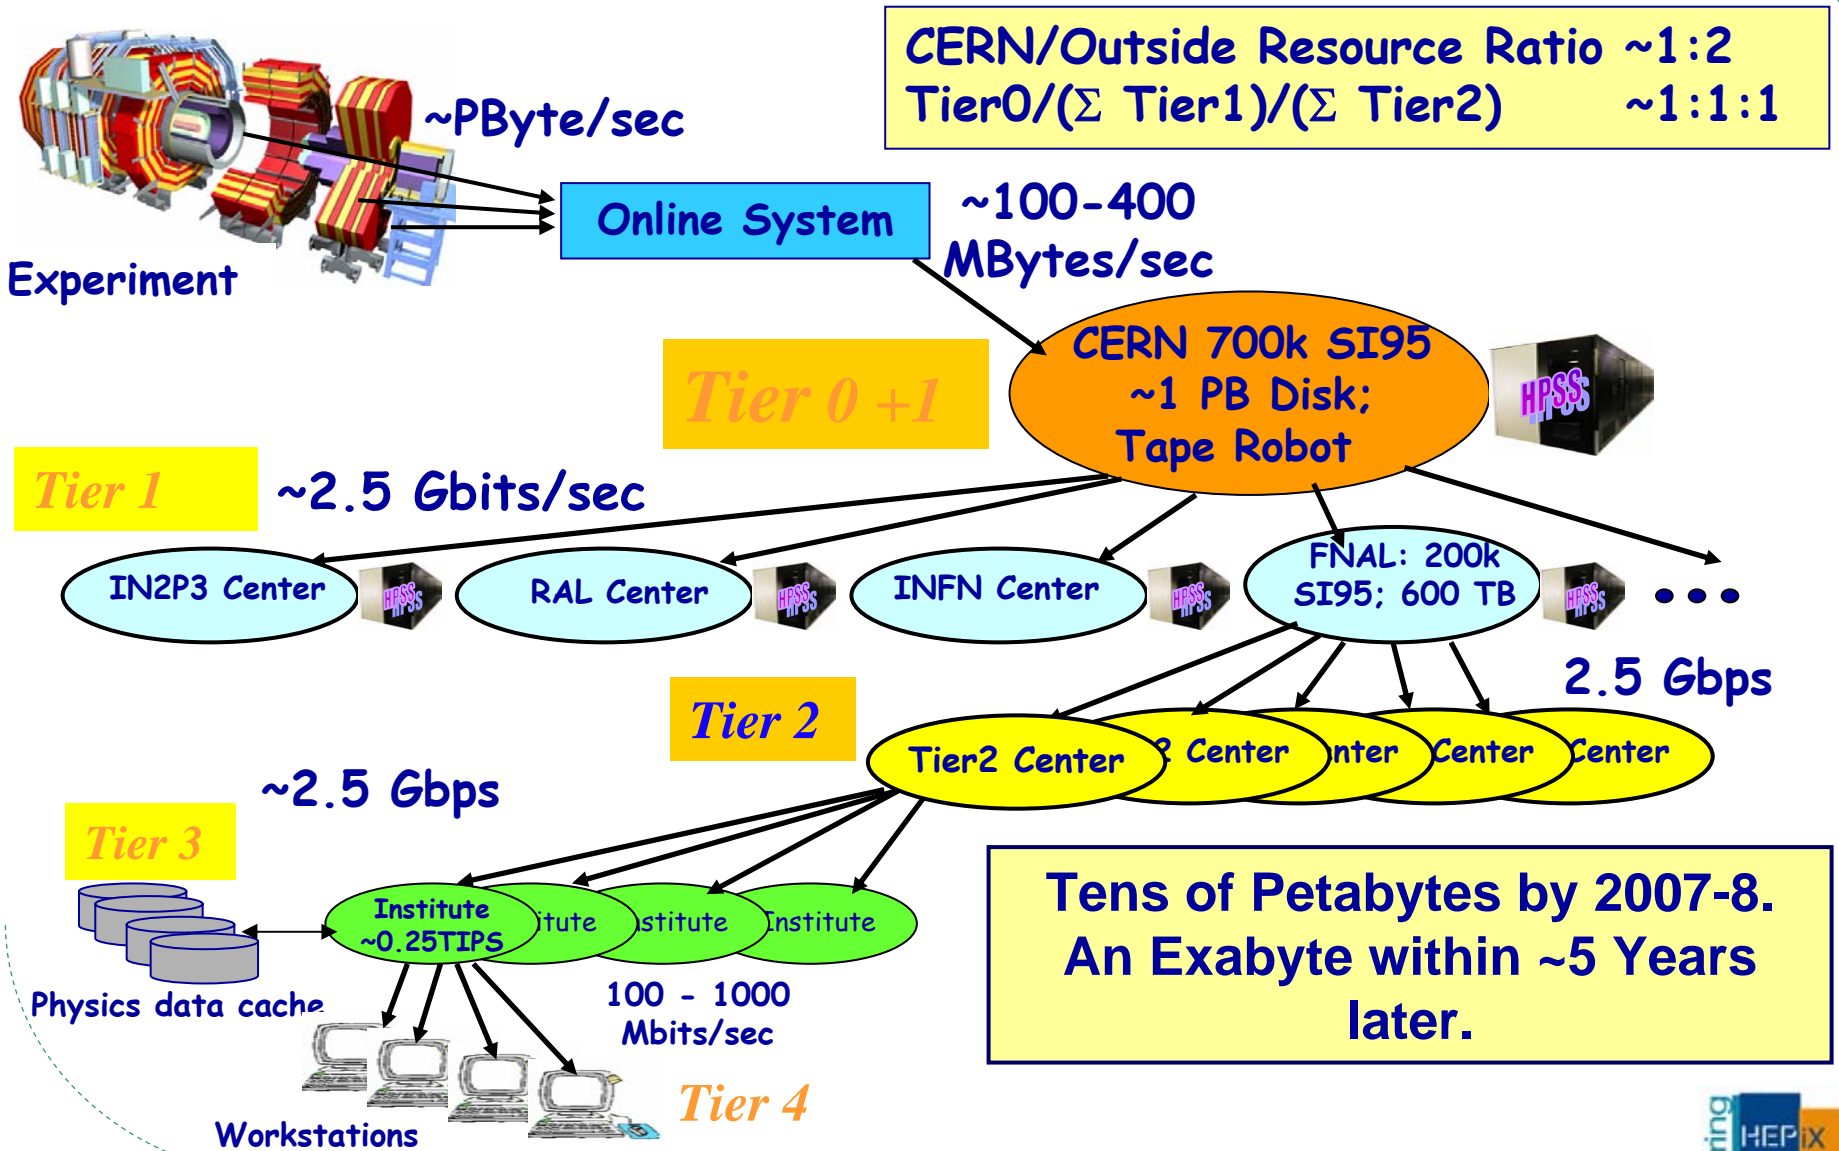 CERN/Outside Resource Ratio ~1:2
Tier0/(Σ Tier1)/(Σ Tier2) ~1:1:1
~PByte/sec
Online System
~100-400
MBytes/sec
Experiment
CERN 700k SI95
~1 PB Disk;
Tape Robot
HPSS
Tier 0 +1
Tier 1
~2.5 Gbits/sec
IN2P3 Center
HPSS
RAL Center
HPSS
INFN Center
HPSS
FNAL: 200k
SI95; 600 TB
HPSS
2.5 Gbps
Tier 2
Tier2 Center
2 Center
nter
Center
Center
~2.5 Gbps
Tier 3
Institute
~0.25TIPS
itute
stitute
Institute
Physics data cache
100 - 1000
Mbits/sec
Tens of Petabytes by 2007-8.
An Exabyte within ~5 Years
later.
Tier 4
Workstations
ring
HEPiX